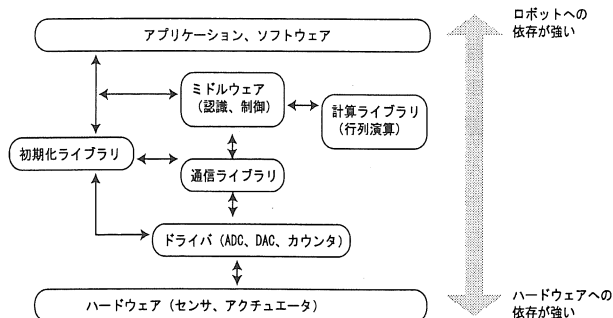 ロボットへの
依存が強い
アプリケーション、ソフトウェア
ミドルウェア
(認識、制御)
計算ライブラリ
(行列演算)
初期化ライブラリ
通信ライブラリ
ドライバ(ADC、DAC、カウンタ)
ハードウェア(センサ、アクチュエータ)
ハードウェアへの
依存が強い